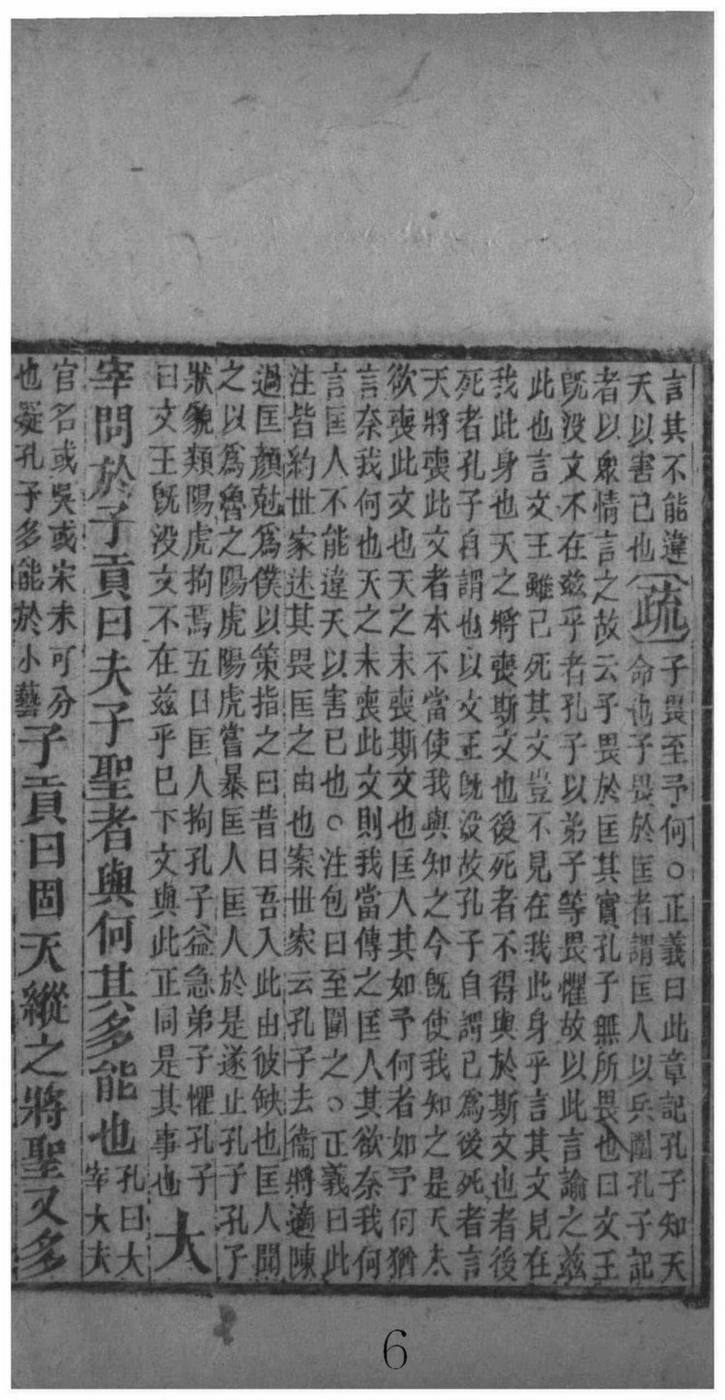 言其不能違
天以害己也
疏
子畏至予何○正義曰此章記孔子知天
命也子畏於匡者謂匡人以兵圍孔子記
者以衆情言之故云子畏於匡其實孔子無所畏也曰文王
旣没文不在兹乎者孔子以弟子等畏懼故以此言諭之兹
此也言文王雖已死其文豈不見在我此身乎言其文見在
我此身也天之將喪斯文也後死者不得與於斯文也者後
死者孔子自謂也以文王旣没故孔子自謂己爲後死者言
天將喪此文者本不當使我與知之今旣使我知之是天未
欲喪此文也天之未喪斯文也匡人其如予何者如予何猶
言奈我何也天之未喪此文則我當傳之匡人其欲奈我何
言匡人不能違天以害已也○注包曰至圍之○正義曰此
注皆約世家述其畏匡之由也案世家云孔子去衞將適陳
過匡顔尅爲僕以策指之曰昔日吾入此由彼缺也匡人聞
之以爲魯之陽虎陽虎嘗暴匡人匡人於是遂止孔子孔子
狀貌類陽虎拘焉五日匡人拘孔子益急弟子懼孔子
曰文王旣没文不在兹乎已下文與此正同是其事也
大
宰問於子貢曰夫子聖者與何其多能也
孔曰大
宰大夫
官名或吳或宋未可分
也疑孔子多能於小藝
子貢曰固天縱之將聖又多
6